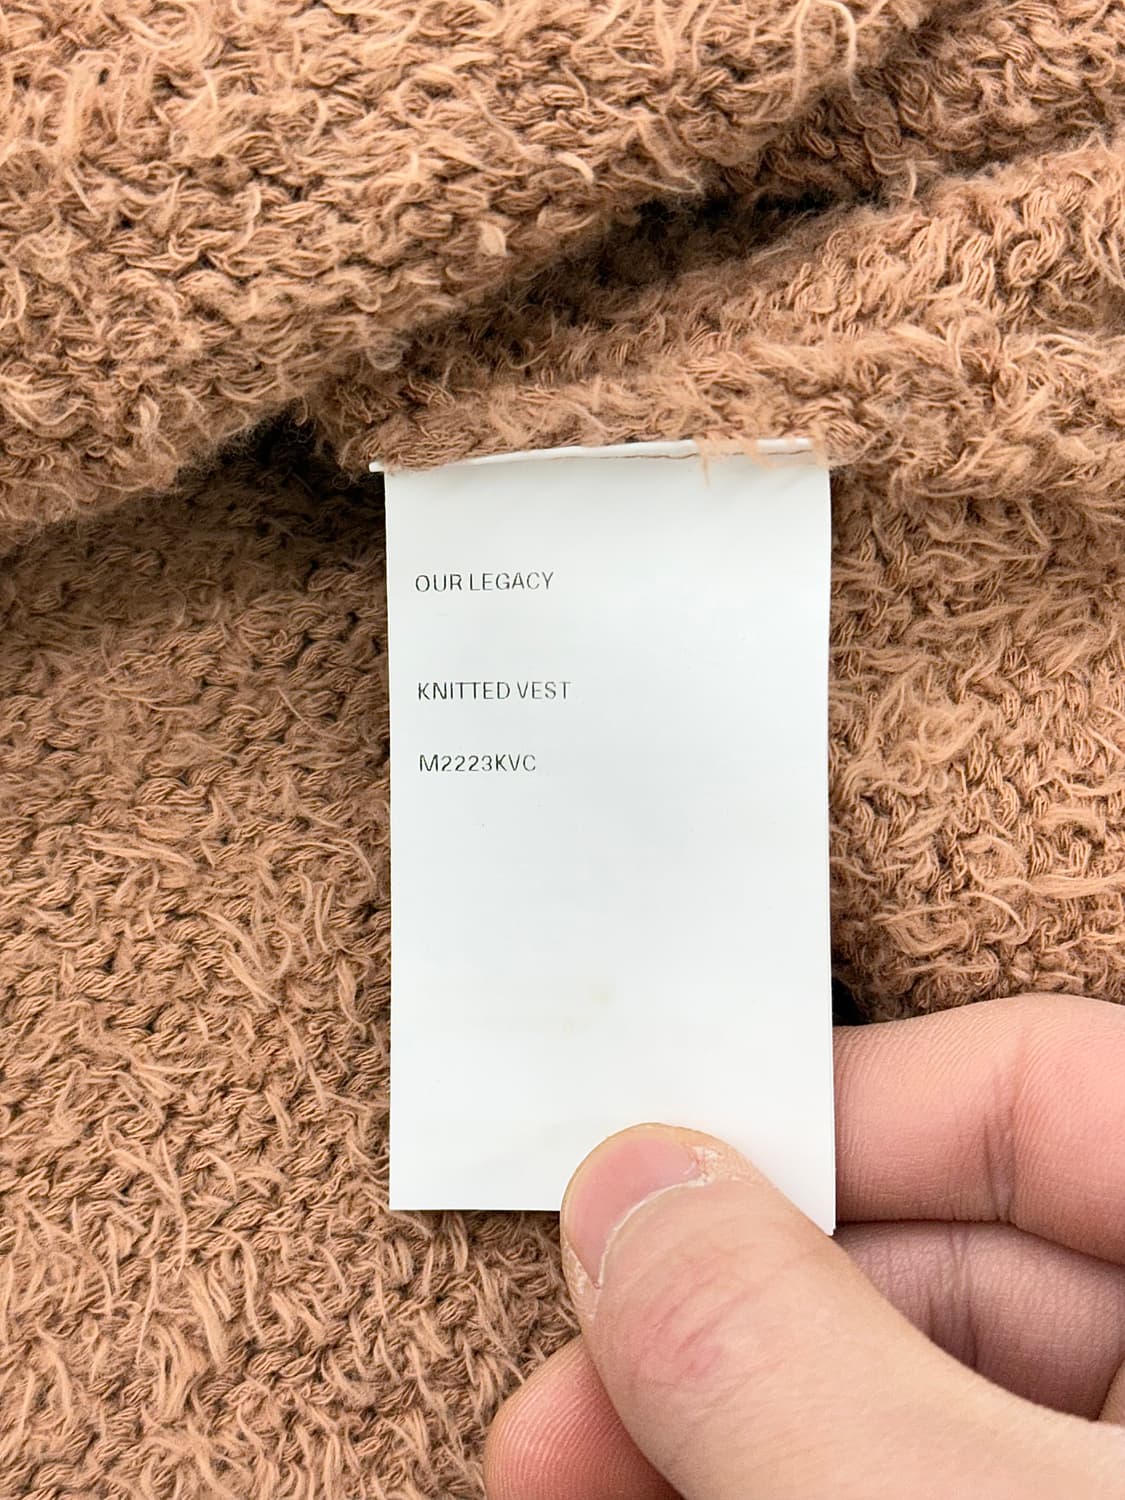 OUR LEGACY
KNITTED VEST
M2223KVC